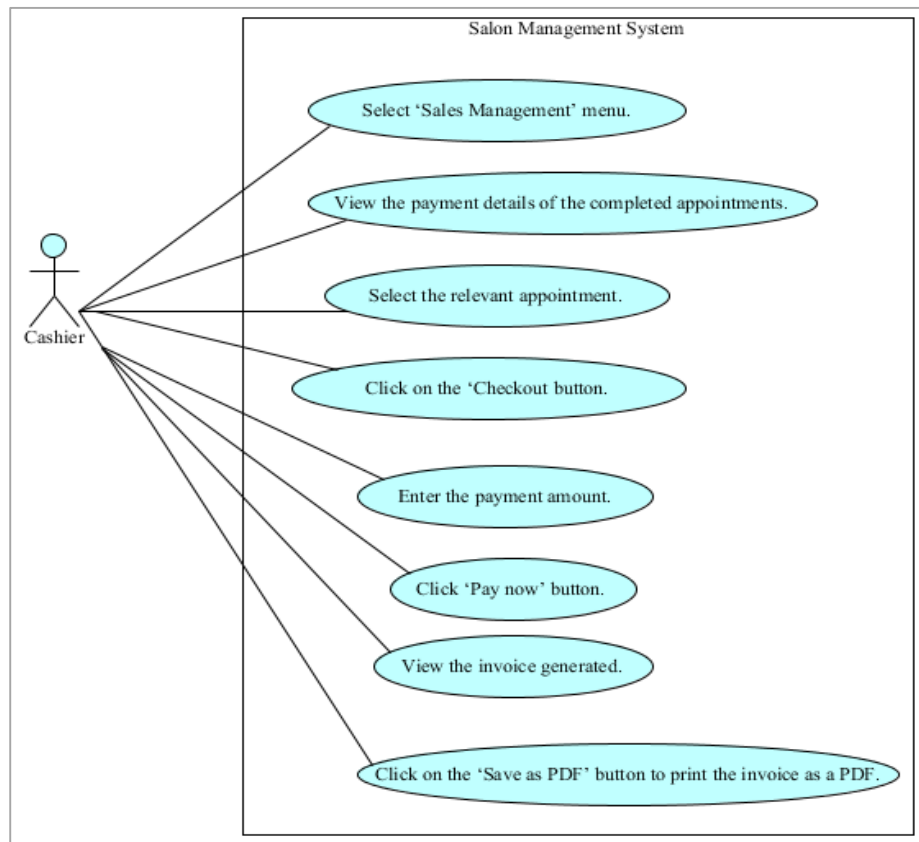 Salon Management System
Select ‘Sales Management’ menu.
View the payment details of the completed appointments.
Select the relevant appointment.
Cashier
Click on the ‘Checkout button.
Enter the payment amount.
Click ‘Pay now’ button.
View the invoice generated.
Click on the ‘Save as PDF’ button to print the invoice as a PDF.